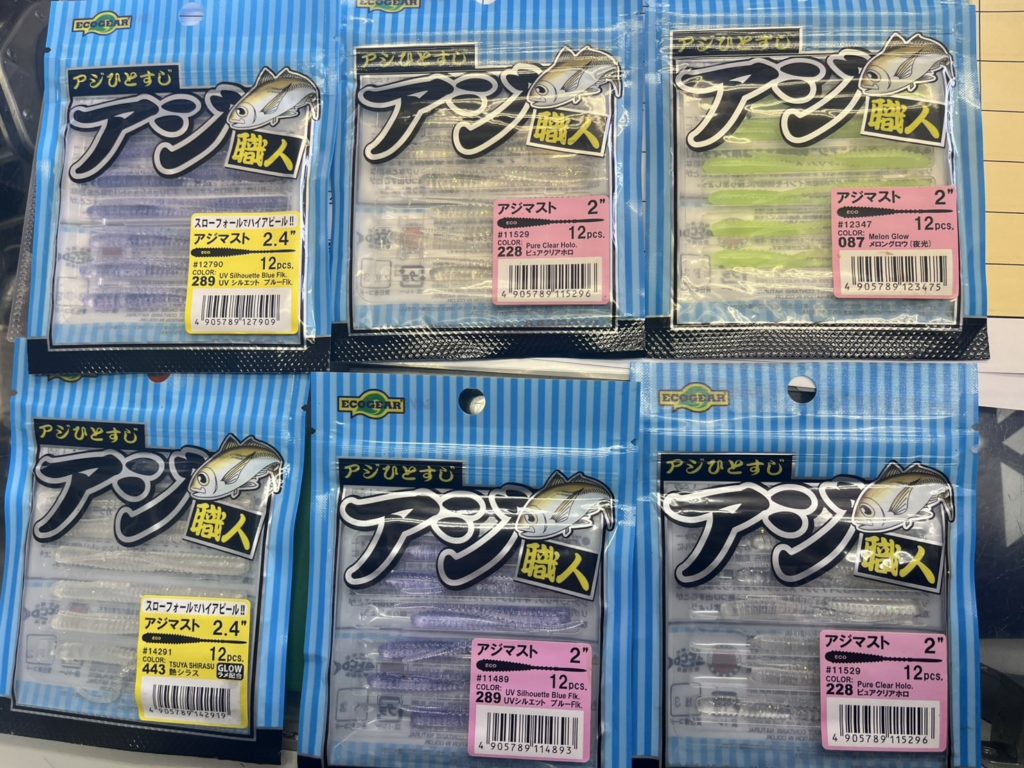 ECOGEAR
アジひとすじ
アジ
職人
スローフォールでハイアピール!!
アジマスト 2.4"
ECO
#12790
12pcs.
COLOR: UV Silhouette Blue Flk.
289 UVシルエット ブルーFlk.
4 905789 127909
ECOGEAR
アジひとすじ
アジ
職人
アジマスト 2"
ECO
#11529
12pcs.
COLOR: Pure Clear Holo.
228 ピュアクリアホロ
4 905789 115296
アジひとすじ
アジ
職人
アジマスト 2"
ECO
#12347
12pcs.
COLOR: Melon Glow
087 メロングロウ(夜光)
4 905789 123475
アジひとすじ
アジ
職人
スローフォールでハイアピール!!
アジマスト 2.4"
ECO
#14291
12pcs.
COLOR: TSUYA SHIRASU
443 艶シラス
GLOW
ラメ配合
4 905789 142919
ECOGEAR
アジひとすじ
アジ
職人
アジマスト 2"
ECO
#11489
12pcs.
COLOR: UV Silhouette Blue Flk.
289 UVシルエット ブルーFlk.
4 905789 114893
ECOGEAR
アジひとすじ
アジ
職人
アジマスト 2"
ECO
#11529
12pcs.
COLOR: Pure Clear Holo.
228 ピュアクリアホロ
4 905789 115296